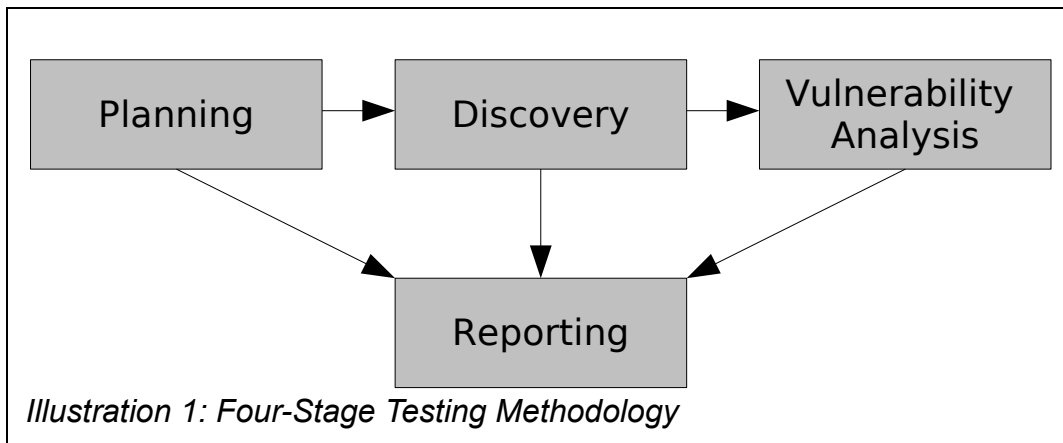 Planning
Discovery
Vulnerability
Analysis
Reporting
Illustration 1: Four-Stage Testing Methodology